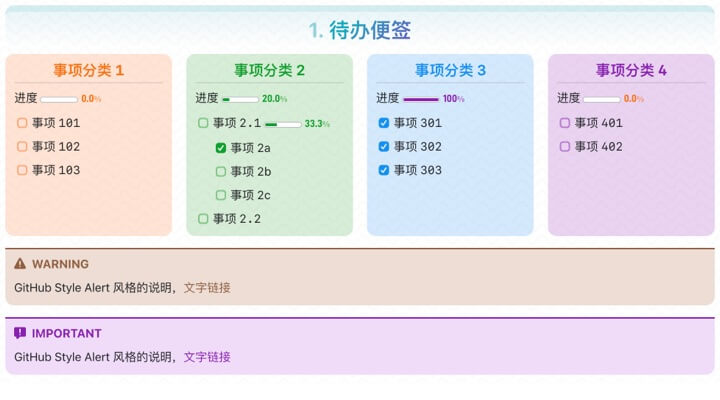 1. 待办便签
事项分类 1
进度 0.0%
事项 101
事项 102
事项 103
事项分类 2
进度 20.0%
事项 2.1 33.3%
事项 2a
事项 2b
事项 2c
事项 2.2
事项分类 3
进度 100%
事项 301
事项 302
事项 303
事项分类 4
进度 0.0%
事项 401
事项 402
WARNING
GitHub Style Alert 风格的说明，文字链接
IMPORTANT
GitHub Style Alert 风格的说明，文字链接